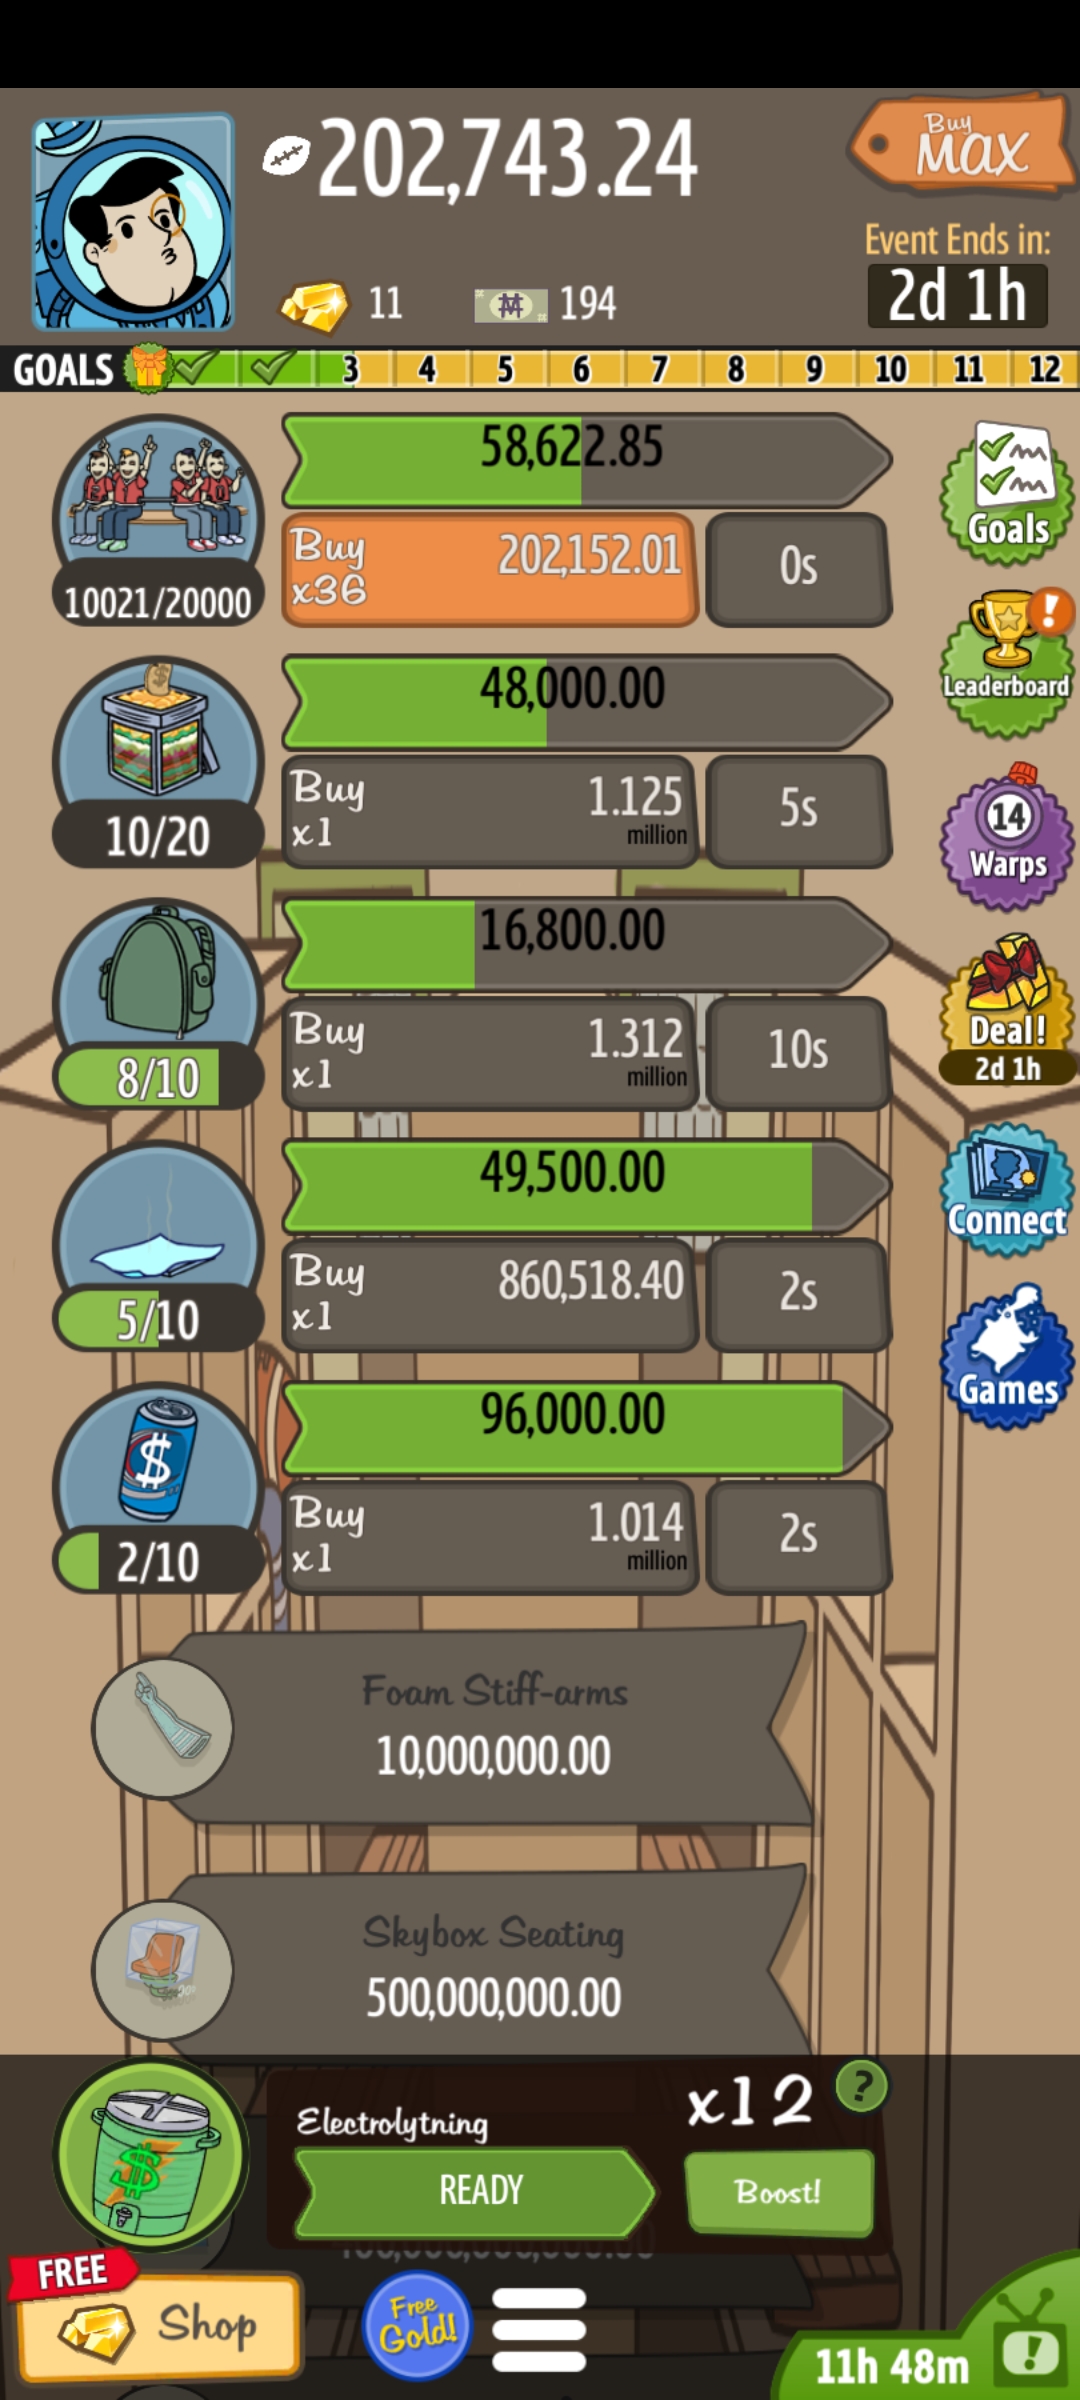 202,743.24
Buy
MAX
Event Ends in:
2d 1h
11
194
GOALS 3 4 5 6 7 8 9 10 11 12
58,622.85
Buy
x36
202,152.01
0s
10021/20000
Goals
48,000.00
Leaderboard
Buy
x1
1.125
million
5s
10/20
14
Warps
16,800.00
Buy
x1
1.312
million
10s
8/10
Deal!
2d 1h
49,500.00
Connect
Buy
x1
860,518.40
2s
5/10
Games
96,000.00
Buy
x1
1.014
million
2s
2/10
Foam Stiff-arms
10,000,000.00
Skybox Seating
500,000,000.00
Electrolytning
x12
?
READY
Boost!
FREE
Shop
Free
Gold!
11h 48m